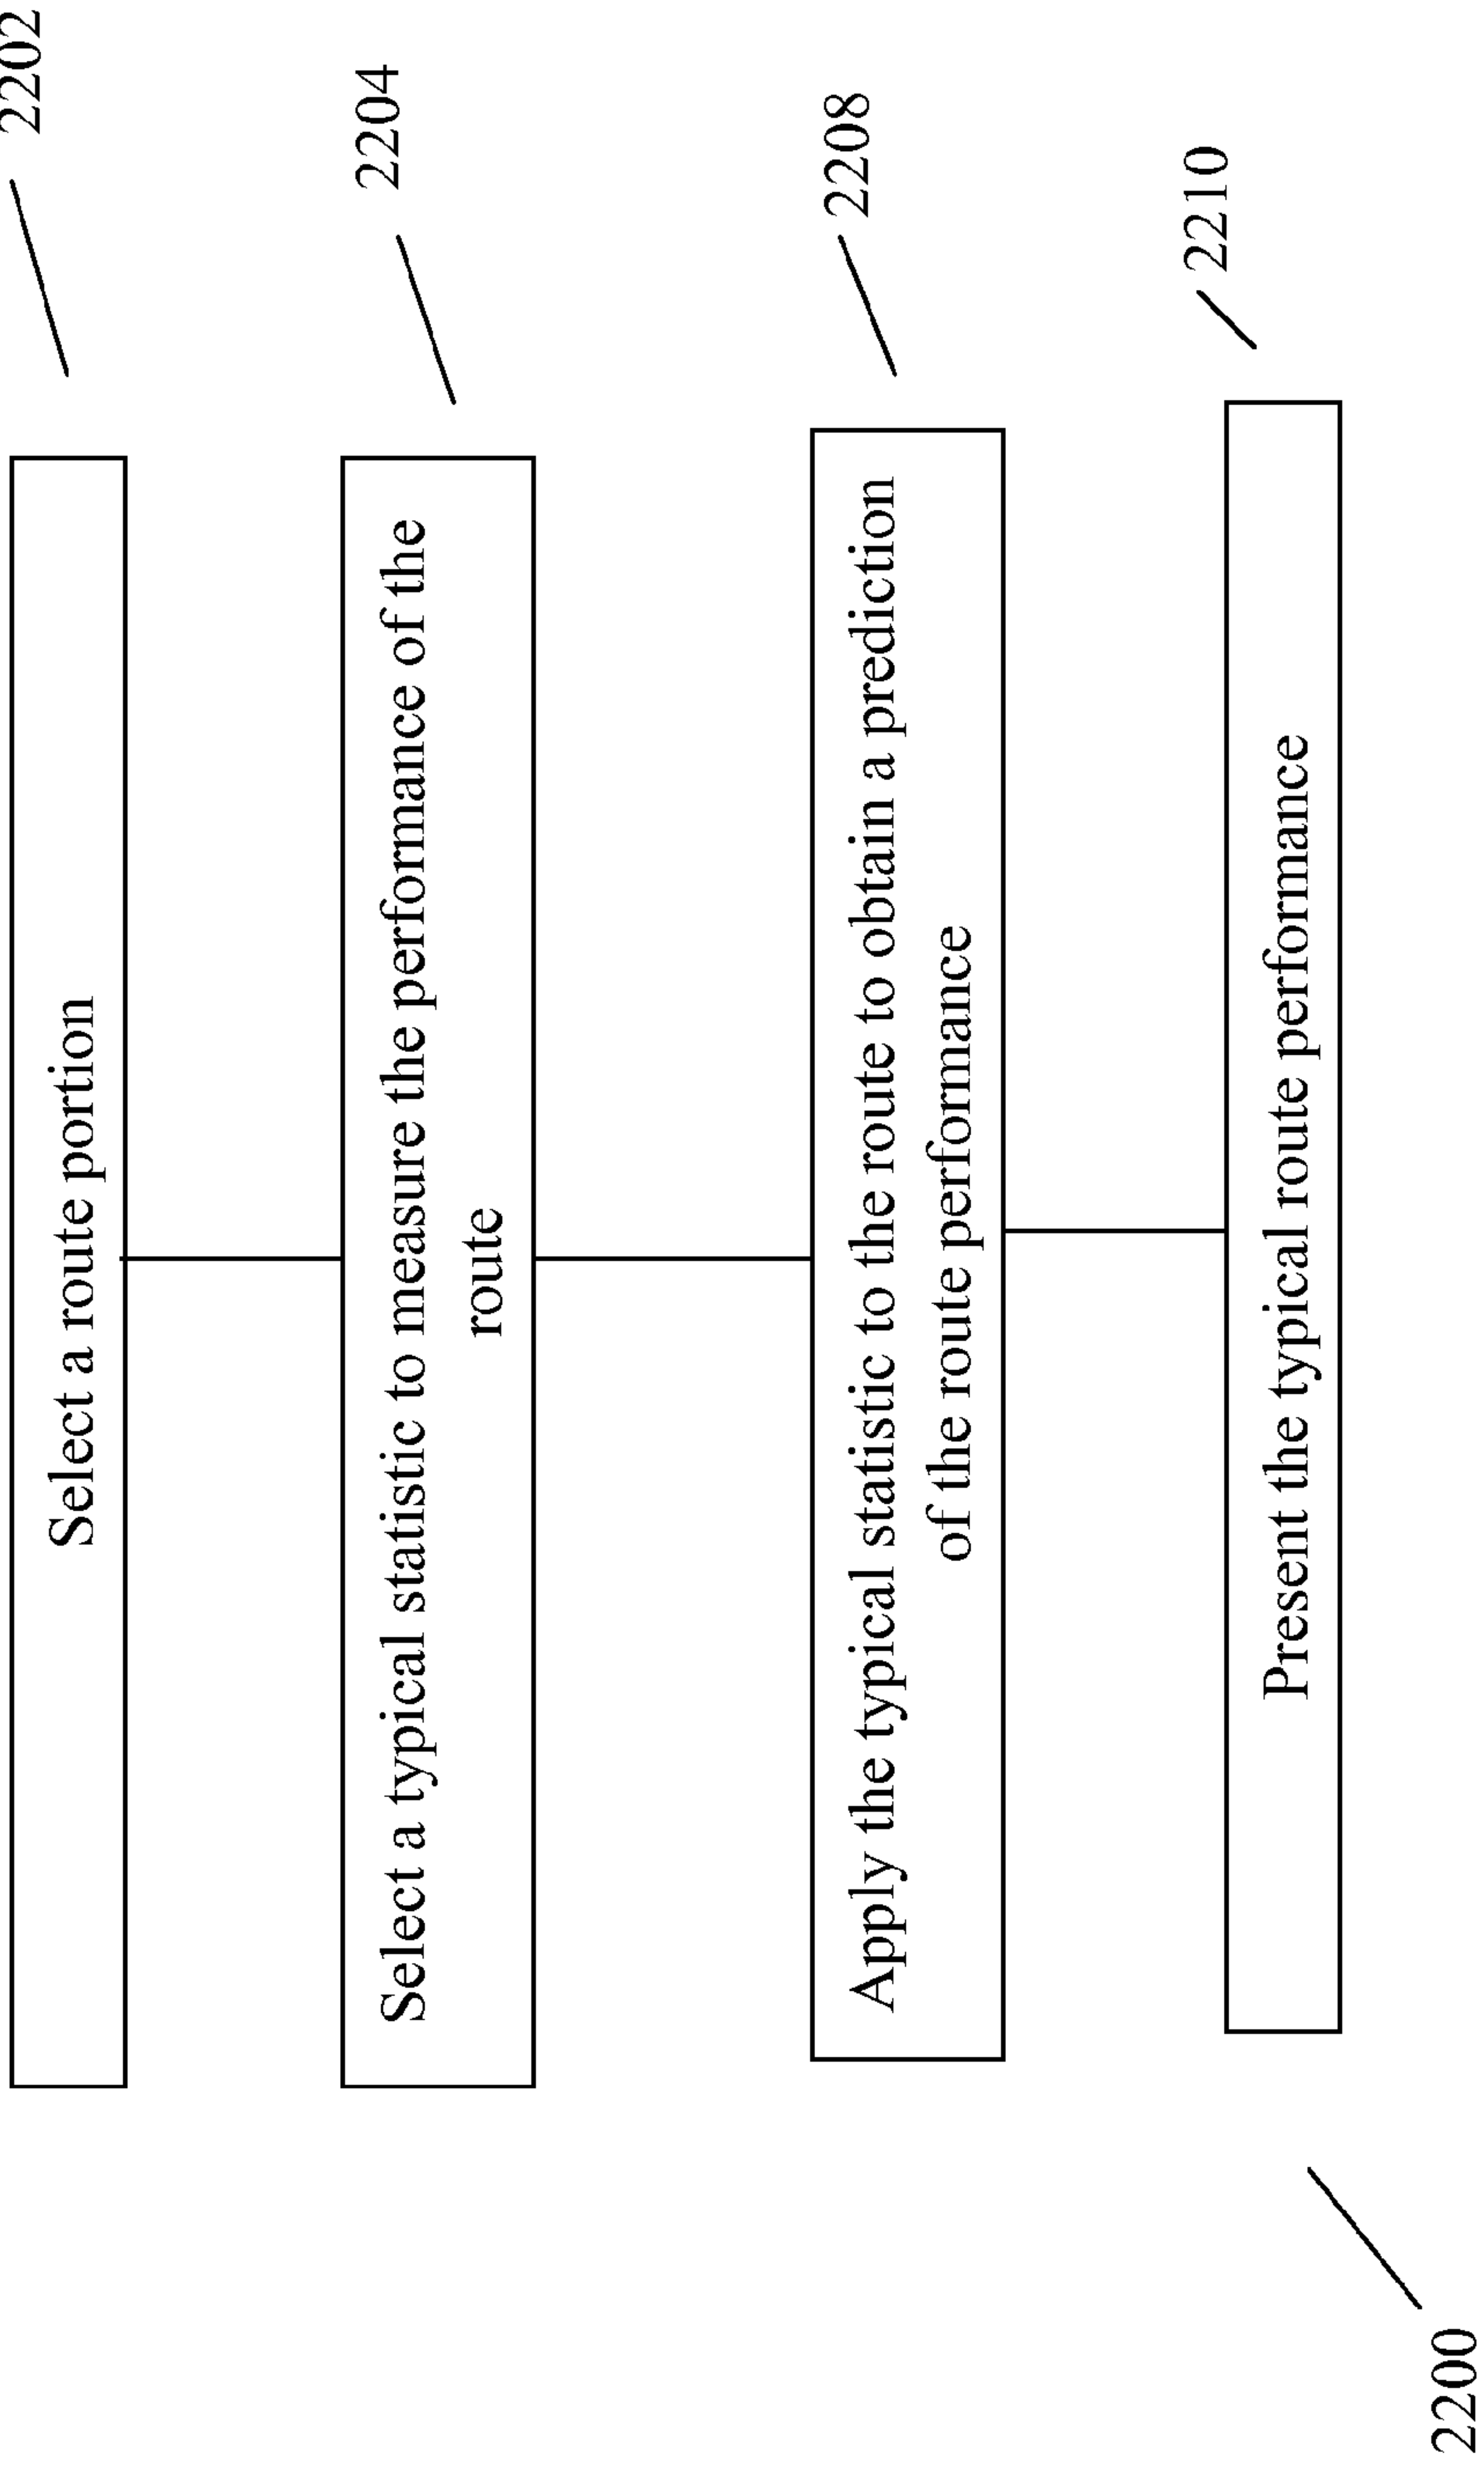 2202
Select a route portion
2204
Select a typical statistic to measure the performance of the
route
2208
Apply the typical statistic to the route to obtain a prediction
of the route performance
2210
Present the typical route performance
2200